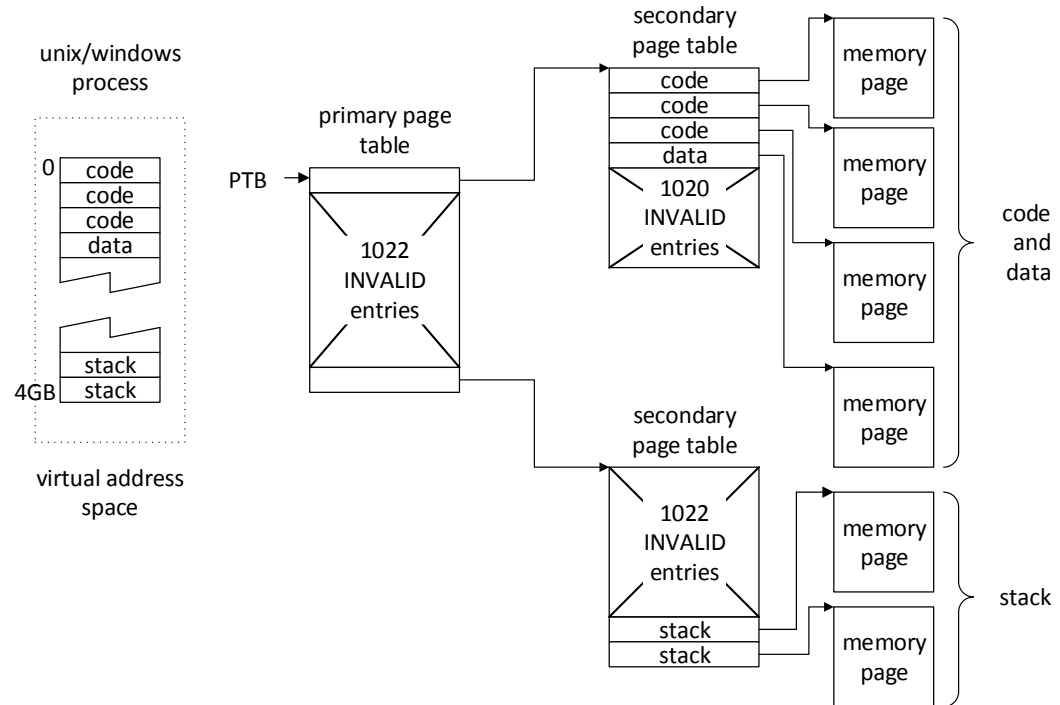 unix/windows
process
0
code
code
code
data
stack
4GB
stack
virtual address
space
primary page
table
PTB
1022
INVALID
entries
secondary
page table
code
code
code
data
1020
INVALID
entries
secondary
page table
1022
INVALID
entries
stack
stack
memory
page
memory
page
memory
page
memory
page
code
and
data
memory
page
memory
page
stack